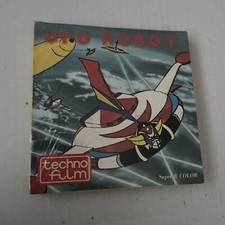 UFO ROBOT
techno
film
Super 8 COLOR